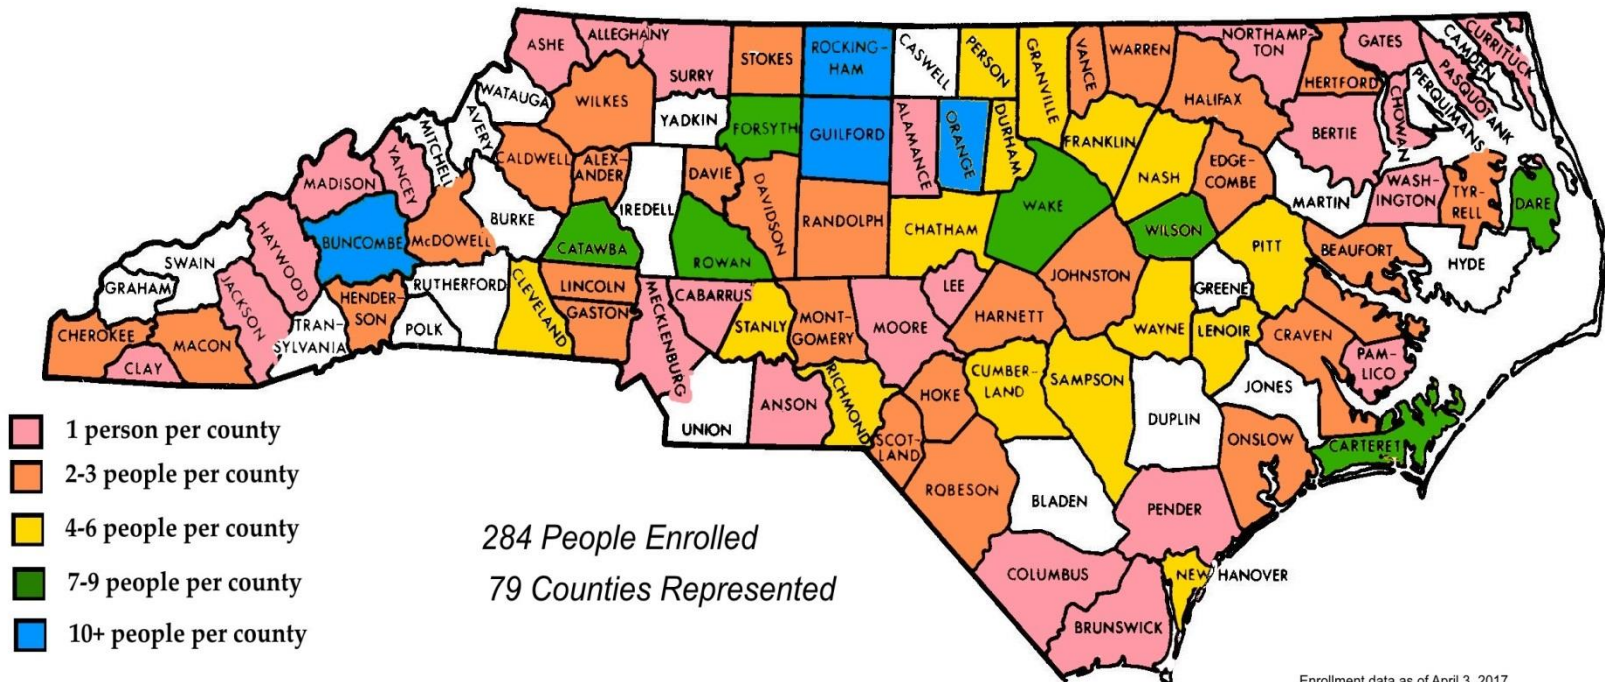 ASHE
ALLEGHANY
SURRY
STOKES
ROCKING-
HAM
CASWELL
PERSON
GRANVILLE
VANCE
WARREN
NORTHAMP-
TON
HERTFORD
GATES
CURRITUCK
CAMDEN
PASQUOTANK
PERQUIMANS
CHOWAN
WATAUGA
WILKES
YADKIN
FORSYTH
GUILFORD
ALAMANCE
ORANGE
DURHAM
FRANKLIN
HALIFAX
BERTIE
MITCHELL
AVERY
CALDWELL
ALEX-
ANDER
IREDELL
DAVIE
DAVIDSON
RANDOLPH
CHATHAM
WAKE
NASH
EDGE-
COMBE
MARTIN
WASH-
INGTON
TYR-
RELL
DARE
MADISON
YANCEY
BUNCOMBE
McDOWELL
BURKE
CATAWBA
ROWAN
WILSON
PITT
BEAUFORT
HYDE
SWAIN
HAYWOOD
GRAHAM
JACKSON
HENDER-
SON
RUTHERFORD
CLEVELAND
LINCOLN
GASTON
MECKLENBURG
CABARRUS
STANLY
MONT-
GOMERY
MOORE
LEE
HARNETT
JOHNSTON
WAYNE
GREENE
LENOIR
CRAVEN
PAM-
LICO
CHEROKEE
CLAY
MACON
TRAN-
SYLVANIA
POLK
UNION
ANSON
RICHMOND
SCOT-
LAND
HOKE
CUMBER-
LAND
SAMPSON
DUPLIN
JONES
ONSLOW
CARTERET
ROBESON
BLADEN
PENDER
COLUMBUS
BRUNSWICK
NEW HANOVER
1 person per county
2-3 people per county
4-6 people per county
7-9 people per county
10+ people per county
284 People Enrolled
79 Counties Represented
Enrollment data as of April 3, 2017